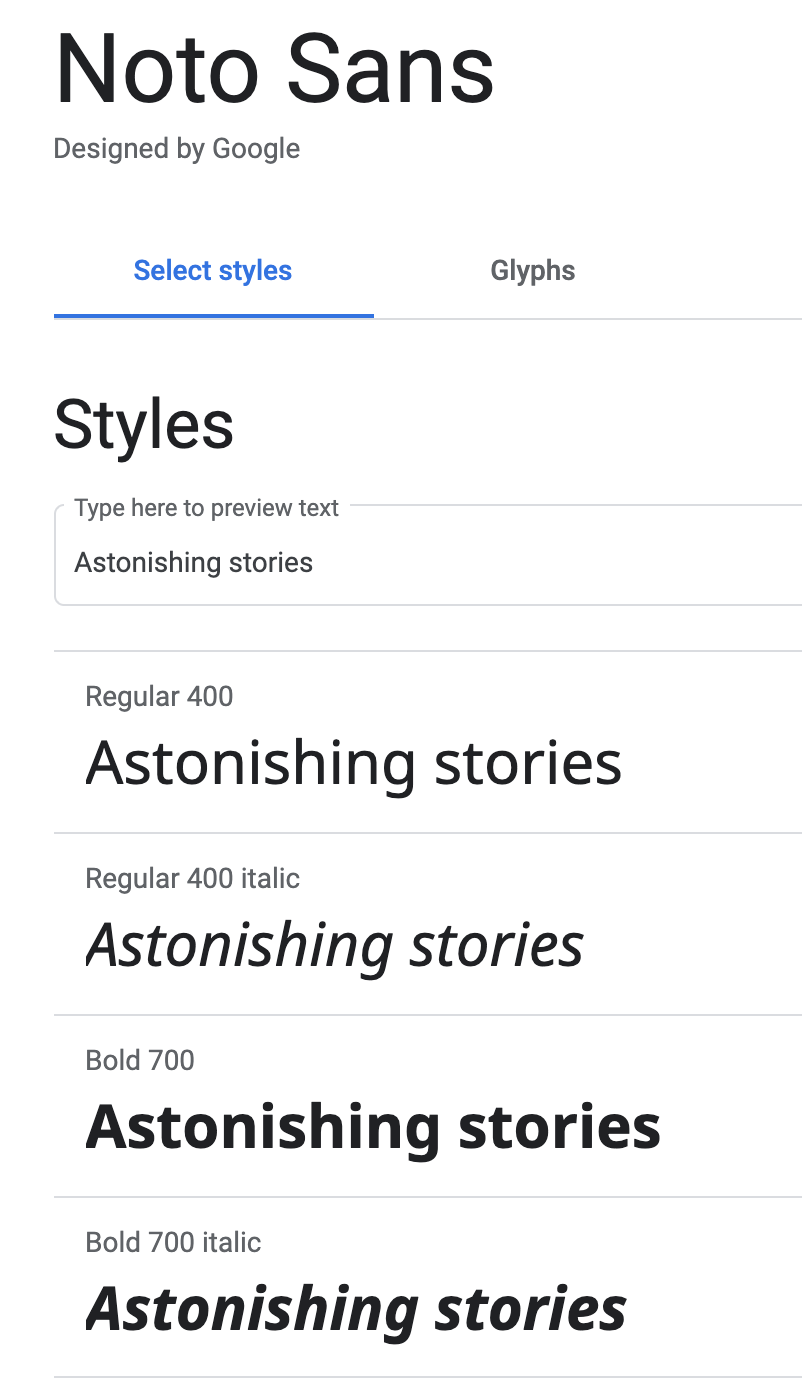 Noto Sans
Designed by Google
Select styles
Glyphs
Styles
Type here to preview text
Astonishing stories
Regular 400
Astonishing stories
Regular 400 italic
Astonishing stories
Bold 700
Astonishing stories
Bold 700 italic
Astonishing stories